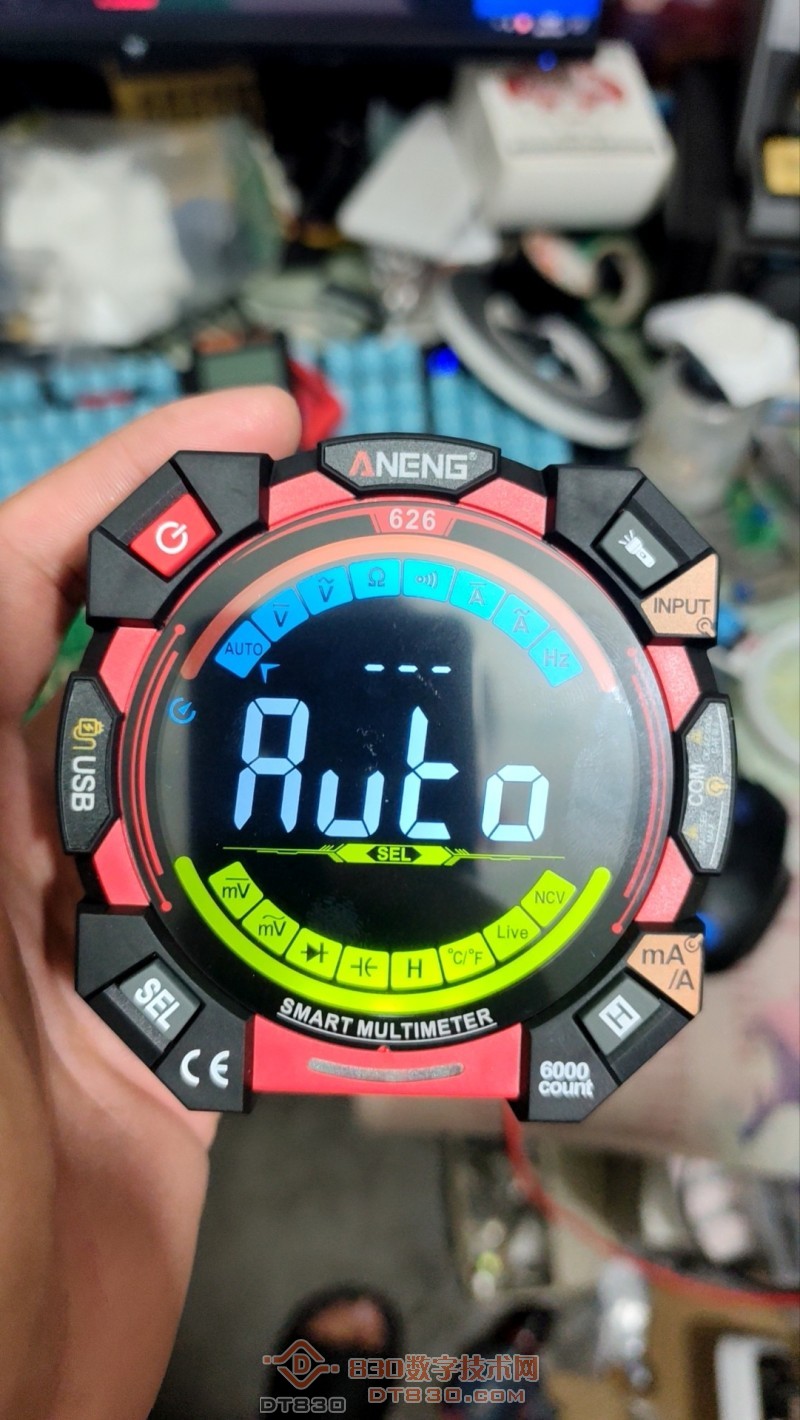 ANENG®
626
INPUT
AUTO
V
Ṽ
Ω
A
Ã
Hz
---
Auto
SEL
USB
COM
mV
mV
H
°C/°F
Live
NCV
mA
/A
SEL
SMART MULTIMETER
H
CE
6000
count
830数字技术网
DT830
DT830.COM